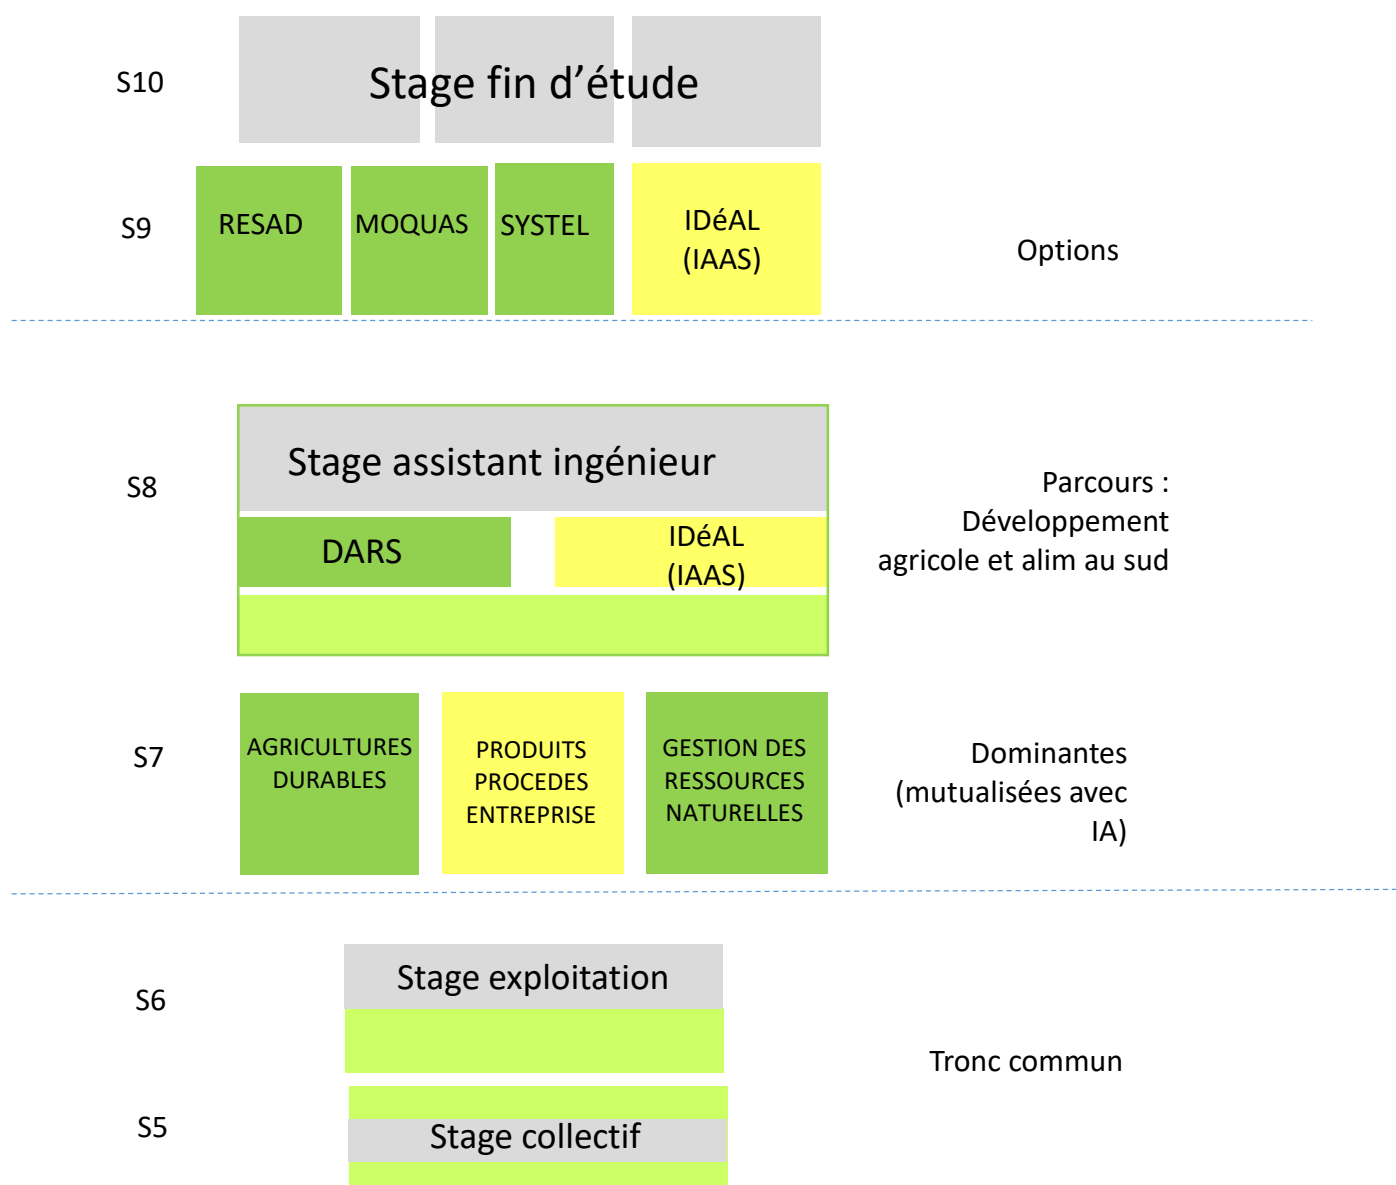 S10
Stage fin d’étude
S9
RESAD
MOQUAS
SYSTEL
IDéAL
(IAAS)
Options
S8
Stage assistant ingénieur
DARS
IDéAL
(IAAS)
Parcours :
Développement
agricole et alim au sud
S7
AGRICULTURES
DURABLES
PRODUITS
PROCEDES
ENTREPRISE
GESTION DES
RESSOURCES
NATURELLES
Dominantes
(mutualisées avec
IA)
S6
Stage exploitation
Tronc commun
S5
Stage collectif